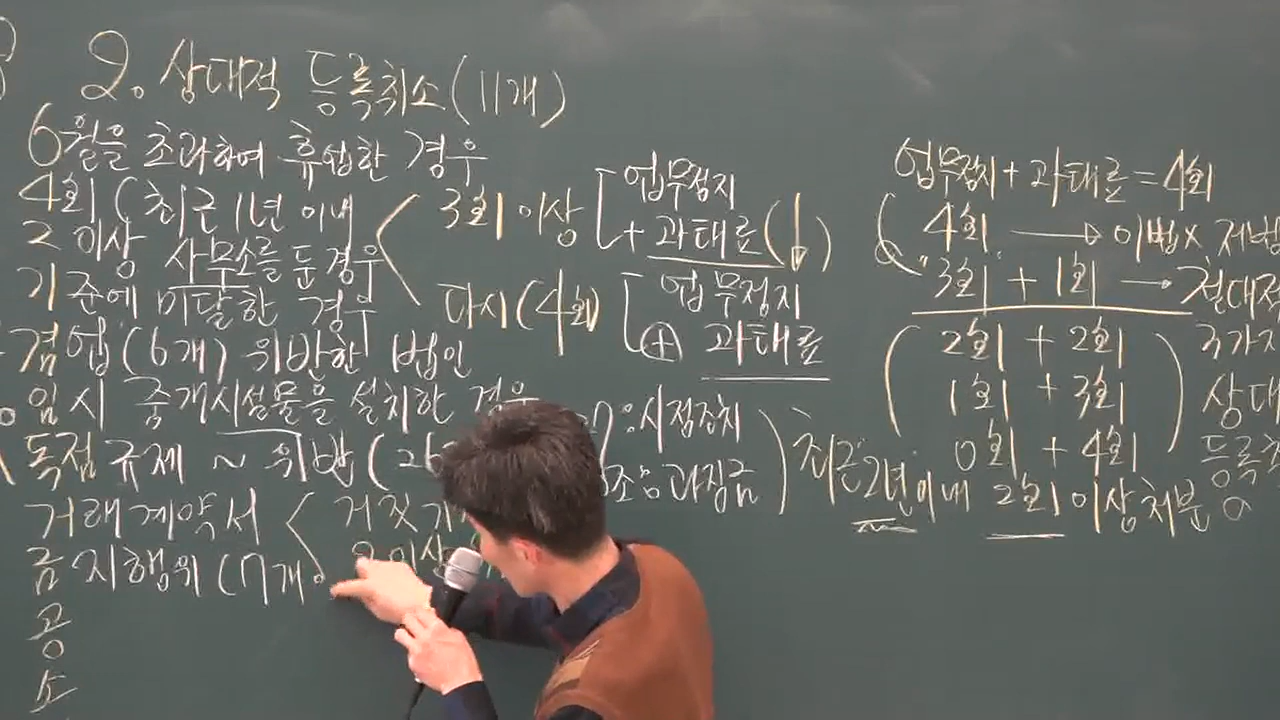 2. 상대적 등록취소(11개)
6월을 초과하여 휴업한 경우
4회 (최근 1년 이내
2 이상 사무소를 둔 경우
기준에 미달한 경우
겸업(6개) 위반한 법인
임시 중개시설물을 설치한 경우
독점규제 ~ 위반(26
거래계약서 < 거짓
2 이상
금지행위(7개)
공
소
< 3회 이상 [ 업무정지
+ 과태료(↓)
다시(4회) [ 업무정지
⊕ 과태료
27:시정조치
과징금) 최근2년이내 2회이상처분
업무정지 + 과태료 = 4회
4회 → 이법×
3회 + 1회 → 절대적
2회 + 2회 3가지
1회 + 3회 상대
0회 + 4회 등록취